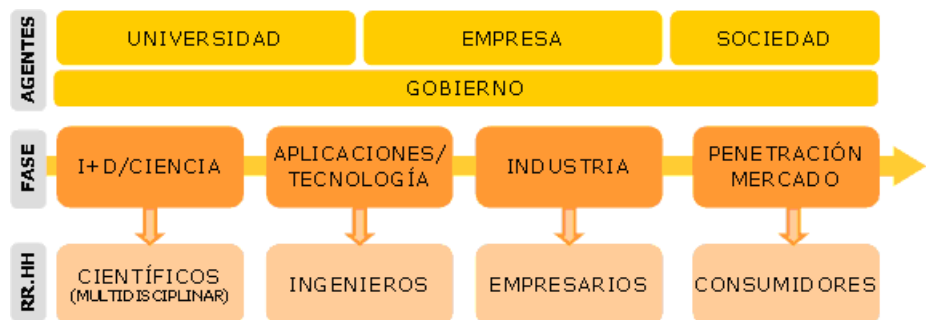 AGENTES
UNIVERSIDAD
EMPRESA
SOCIEDAD
GOBIERNO
FASE
I+D/CIENCIA
APLICACIONES/
TECNOLOGÍA
INDUSTRIA
PENETRACIÓN
MERCADO
RR.HH
CIENTÍFICOS
(MULTIDISCIPLINAR)
INGENIEROS
EMPRESARIOS
CONSUMIDORES